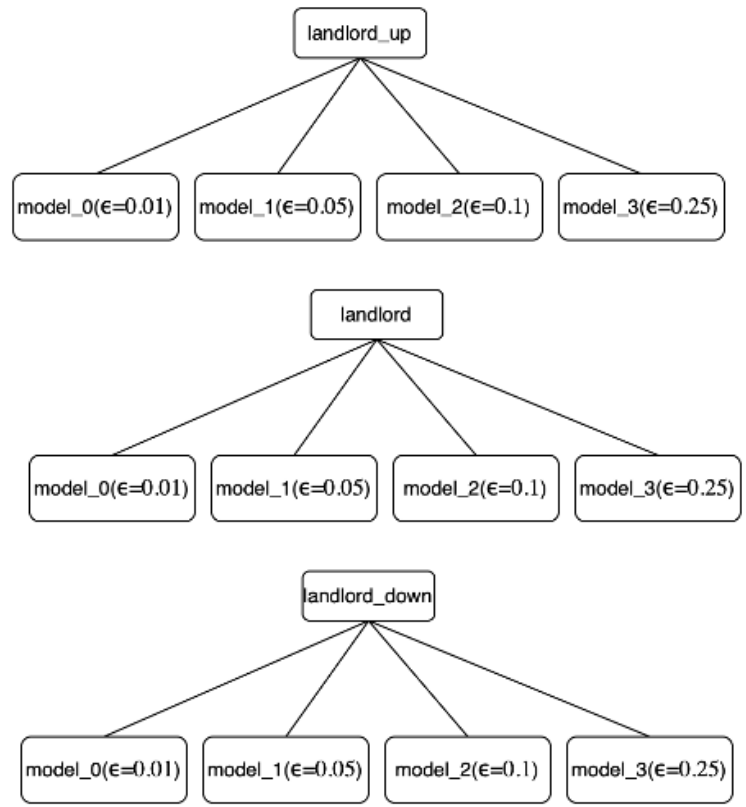 landlord_up
model_0(ϵ=0.01) model_1(ϵ=0.05) model_2(ϵ=0.1) model_3(ϵ=0.25)
landlord
model_0(ϵ=0.01) model_1(ϵ=0.05) model_2(ϵ=0.1) model_3(ϵ=0.25)
landlord_down
model_0(ϵ=0.01) model_1(ϵ=0.05) model_2(ϵ=0.1) model_3(ϵ=0.25)